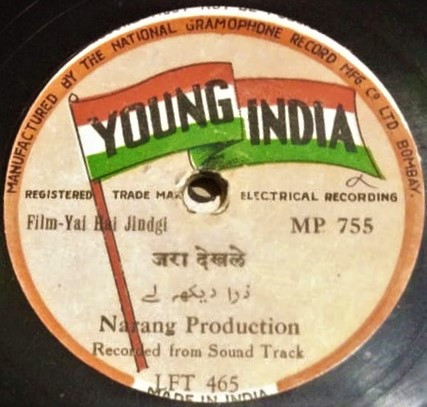 MANUFACTURED BY THE NATIONAL GRAMOPHONE RECORD MFG. CO LTD BOMBAY.
YOUNG INDIA
REGISTERED TRADE MA ELECTRICAL RECORDING
Film-Yai Hai Jindgi MP 755
जरा देखले
ذرا دیکھ لے
Narang Production
Recorded from Sound Track
LFT 465
MADE IN INDIA